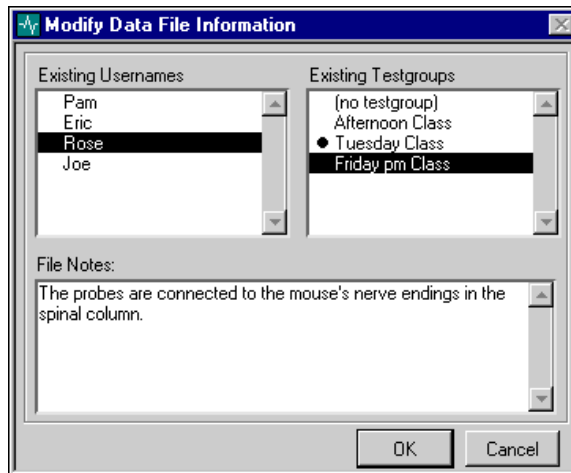 Modify Data File Information
Existing Usernames
Pam
Eric
Rose
Joe
Existing Testgroups
(no testgroup)
Afternoon Class
Tuesday Class
Friday pm Class
File Notes:
The probes are connected to the mouse's nerve endings in the
spinal column.
OK
Cancel